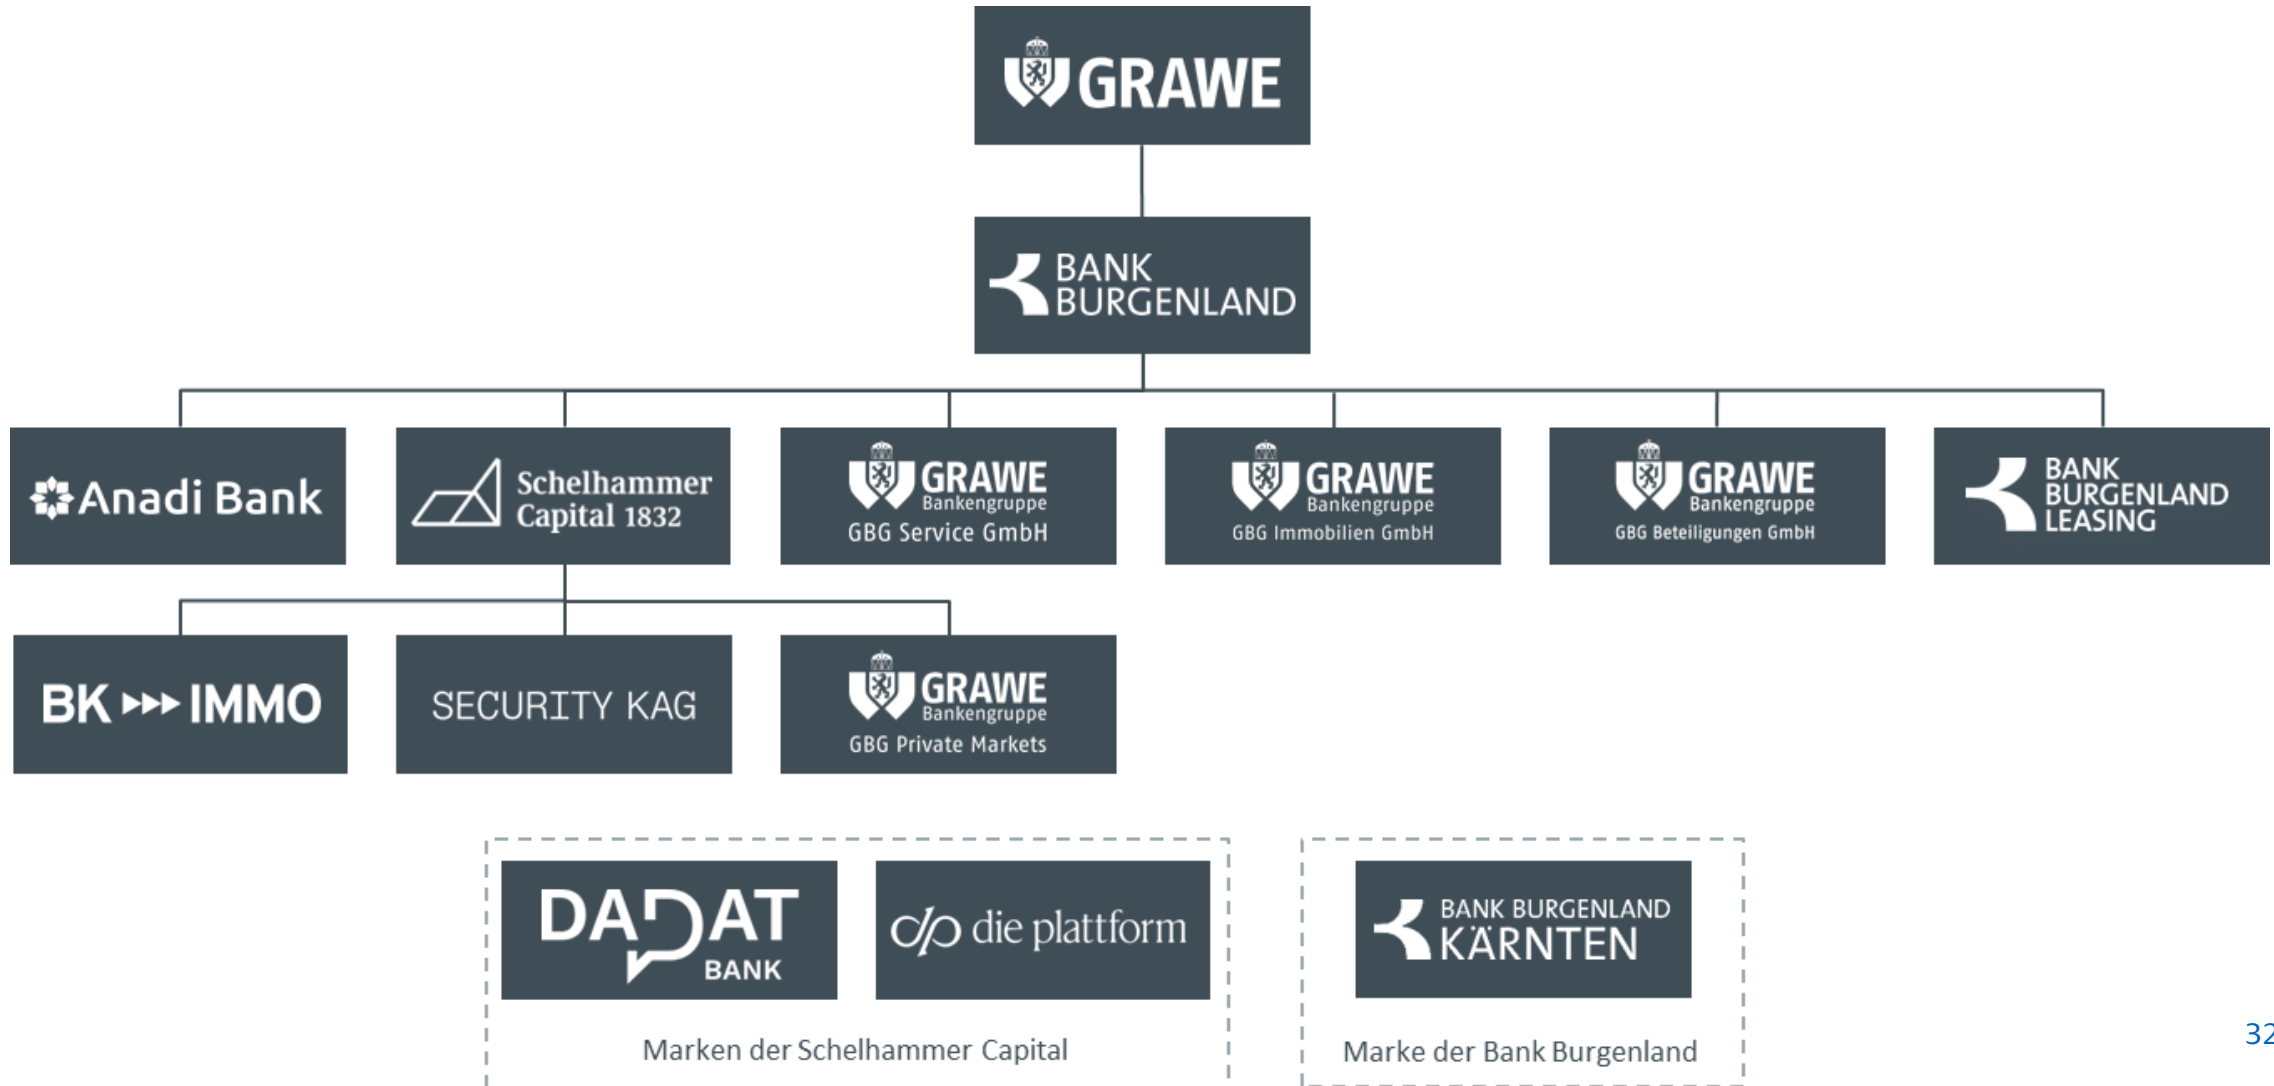 GRAWE
BANK
BURGENLAND
Anadi Bank
Schelhammer
Capital 1832
GRAWE
Bankengruppe
GBG Service GmbH
GRAWE
Bankengruppe
GBG Immobilien GmbH
GRAWE
Bankengruppe
GBG Beteiligungen GmbH
BANK
BURGENLAND
LEASING
BK IMMO
SECURITY KAG
GRAWE
Bankengruppe
GBG Private Markets
DADAT
BANK
dp die plattform
Marken der Schelhammer Capital
BANK BURGENLAND
KÄRNTEN
Marke der Bank Burgenland
32